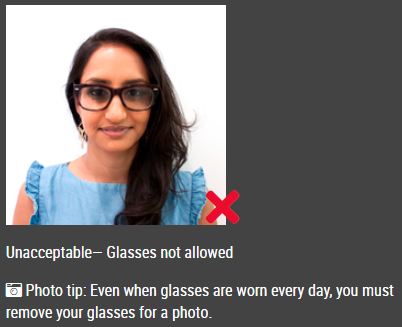 Unacceptable— Glasses not allowed
Photo tip: Even when glasses are worn every day, you must
remove your glasses for a photo.